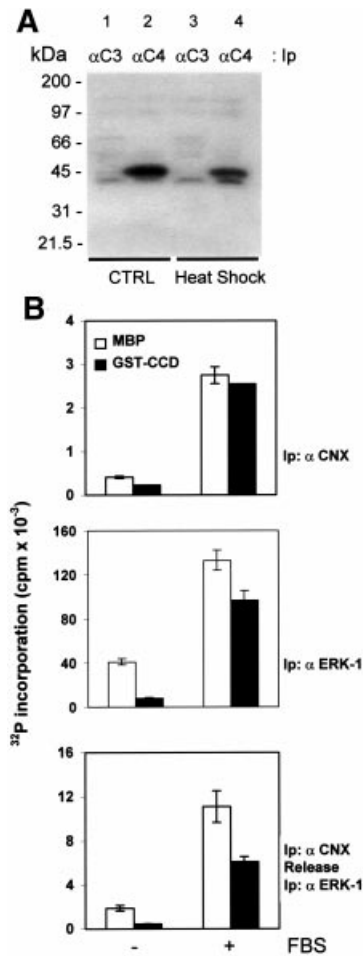 A
1 2 3 4
kDa αC3 αC4 αC3 αC4 : Ip
200 -
97 -
66 -
45 -
31 -
21.5 -
CTRL Heat Shock
B
4
3
2
1
0
MBP
GST-CCD
Ip: α CNX
160
120
80
40
0
Ip: α ERK-1
16
12
8
4
0
Ip: α CNX
Release
Ip: α ERK-1
- + FBS
³²P incorporation (cpm x 10⁻³)